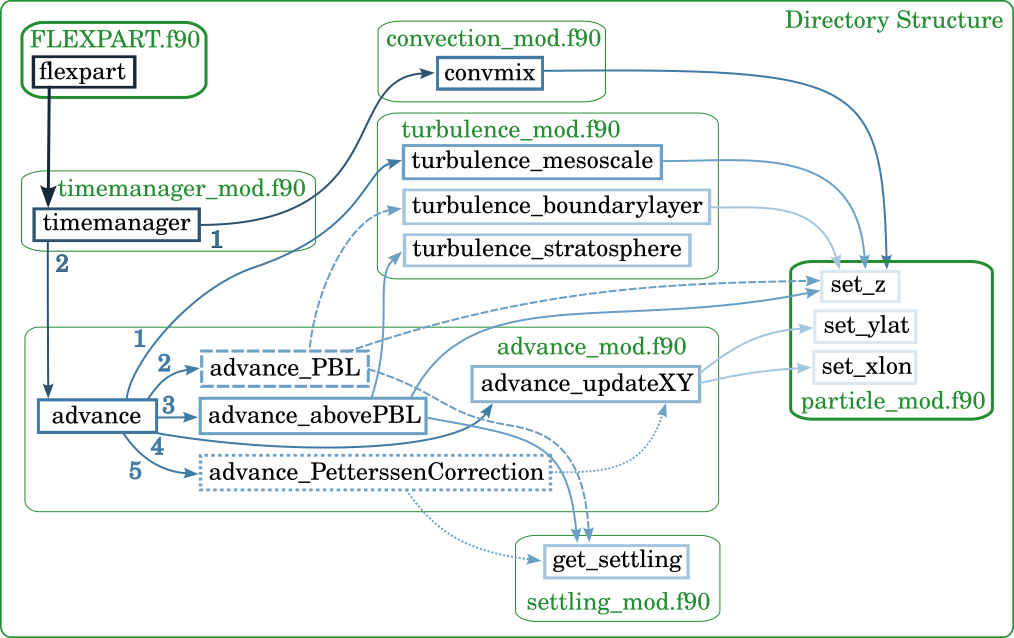 Directory Structure
FLEXPART.f90
flexpart
convection_mod.f90
convmix
turbulence_mod.f90
turbulence_mesoscale
turbulence_boundarylayer
turbulence_stratosphere
timemanager_mod.f90
timemanager
1
2
set_z
set_ylat
set_xlon
particle_mod.f90
advance_mod.f90
1
2
advance_PBL
advance_updateXY
advance
3
advance_abovePBL
4
5
advance_PetterssenCorrection
get_settling
settling_mod.f90